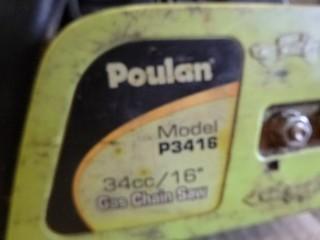 Poulan
Model
P3416
34cc/16"
Gas Chain Saw